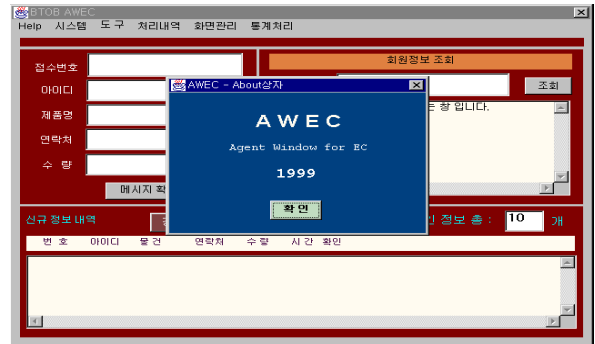 BTOB AWEC
Help 시스템 도구 처리내역 화면관리 통계처리
접수번호
회원정보 조회
아이디
조회
AWEC - About상자
제품명
는 창 입니다.
AWEC
연락처
Agent Window for EC
수 량
1999
메시지 확
확인
신규정보내역
정보 총 : 10 개
번 호 아이디 물건 연락처 수량 시간 확인